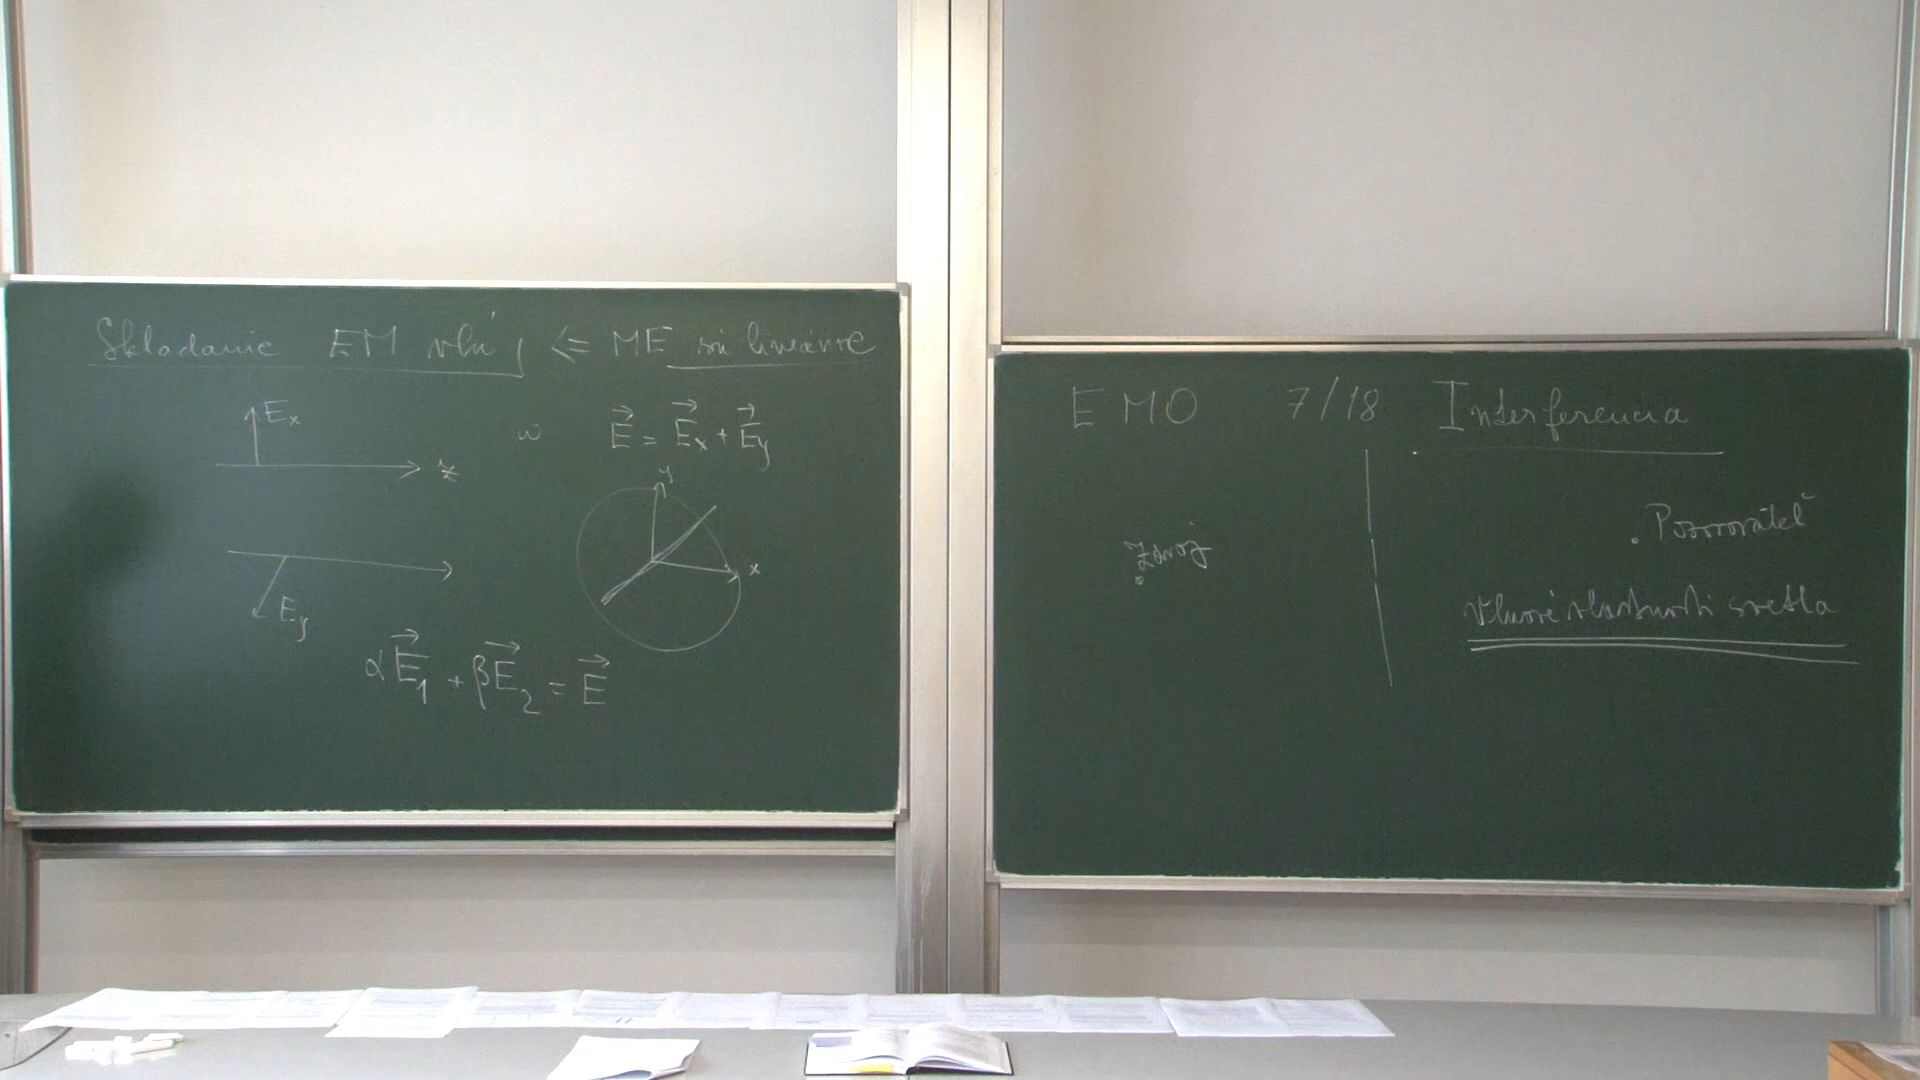 Skladanie EM vĺn, <= ME sú lineárne
Ex
z
ω
E⃗ = E⃗x + E⃗y
y
x
Ey
αE⃗₁ + βE⃗₂ = E⃗
EMO 7/18 Interferencia
Zdroj
Pozorovateľ
Vlnové vlastnosti svetla